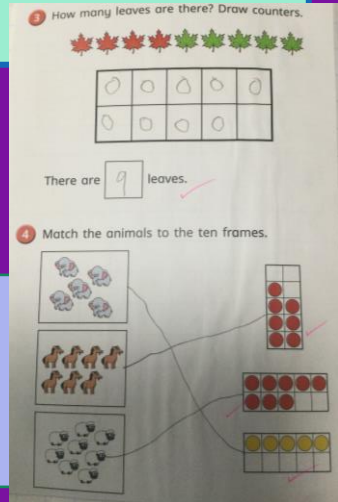 3 How many leaves are there? Draw counters.
There are 9 leaves.
4 Match the animals to the ten frames.